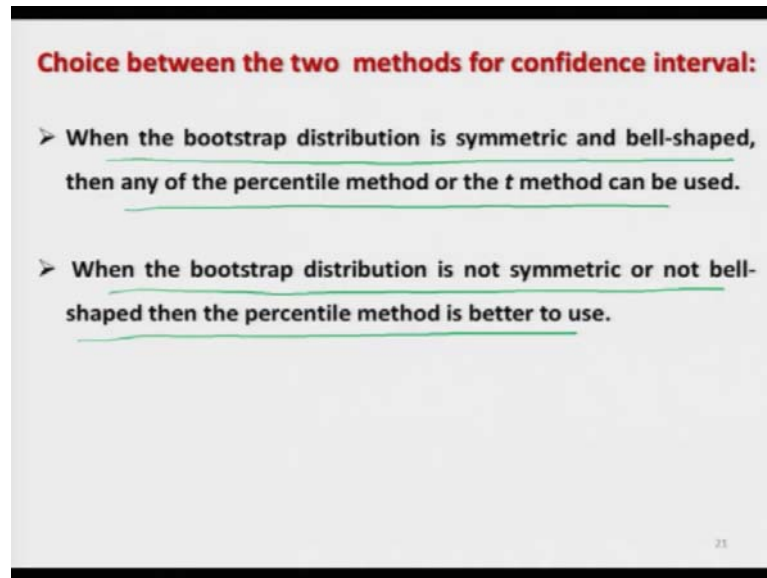 Choice between the two methods for confidence interval:
➢ When the bootstrap distribution is symmetric and bell-shaped,
then any of the percentile method or the t method can be used.
➢ When the bootstrap distribution is not symmetric or not bell-
shaped then the percentile method is better to use.
21